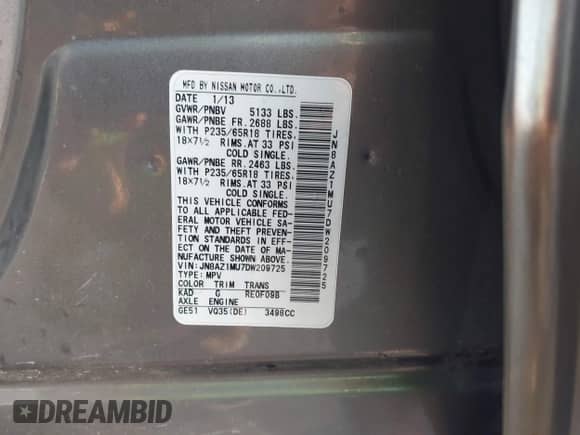 MFD BY NISSAN MOTOR CO.,LTD.
DATE 1/13
GVWR/PNBV 5133 LBS.
GAWR/PNBE FR.2688 LBS.
WITH P235/65R18 TIRES.
18X7½ RIMS.AT 33 PSI
COLD SINGLE.
GAWR/PNBE RR.2463 LBS.
WITH P235/65R18 TIRES.
18X7½ RIMS.AT 33 PSI
COLD SINGLE.
THIS VEHICLE CONFORMS
TO ALL APPLICABLE FED-
ERAL MOTOR VEHICLE SA-
FETY AND THEFT PREVEN-
TION STANDARDS IN EFF-
ECT ON THE DATE OF MA-
NUFACTURE SHOWN ABOVE.
VIN:JN8AZ1MU7DW209725
TYPE:MPV
COLOR TRIM TRANS
KAD G RE0F09B
AXLE ENGINE
GE51 VQ35(DE) 3498CC
JN8AZ1MU7DW209725
DREAMBID